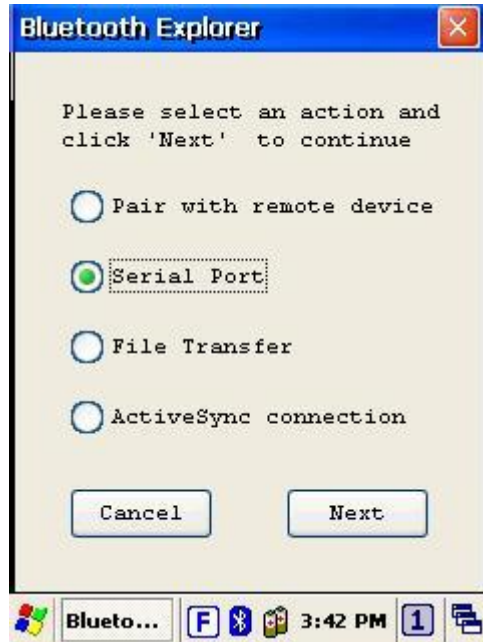 Bluetooth Explorer
Please select an action and
click 'Next' to continue
Pair with remote device
Serial Port
File Transfer
ActiveSync connection
Cancel Next
Blueto... F 3:42 PM 1